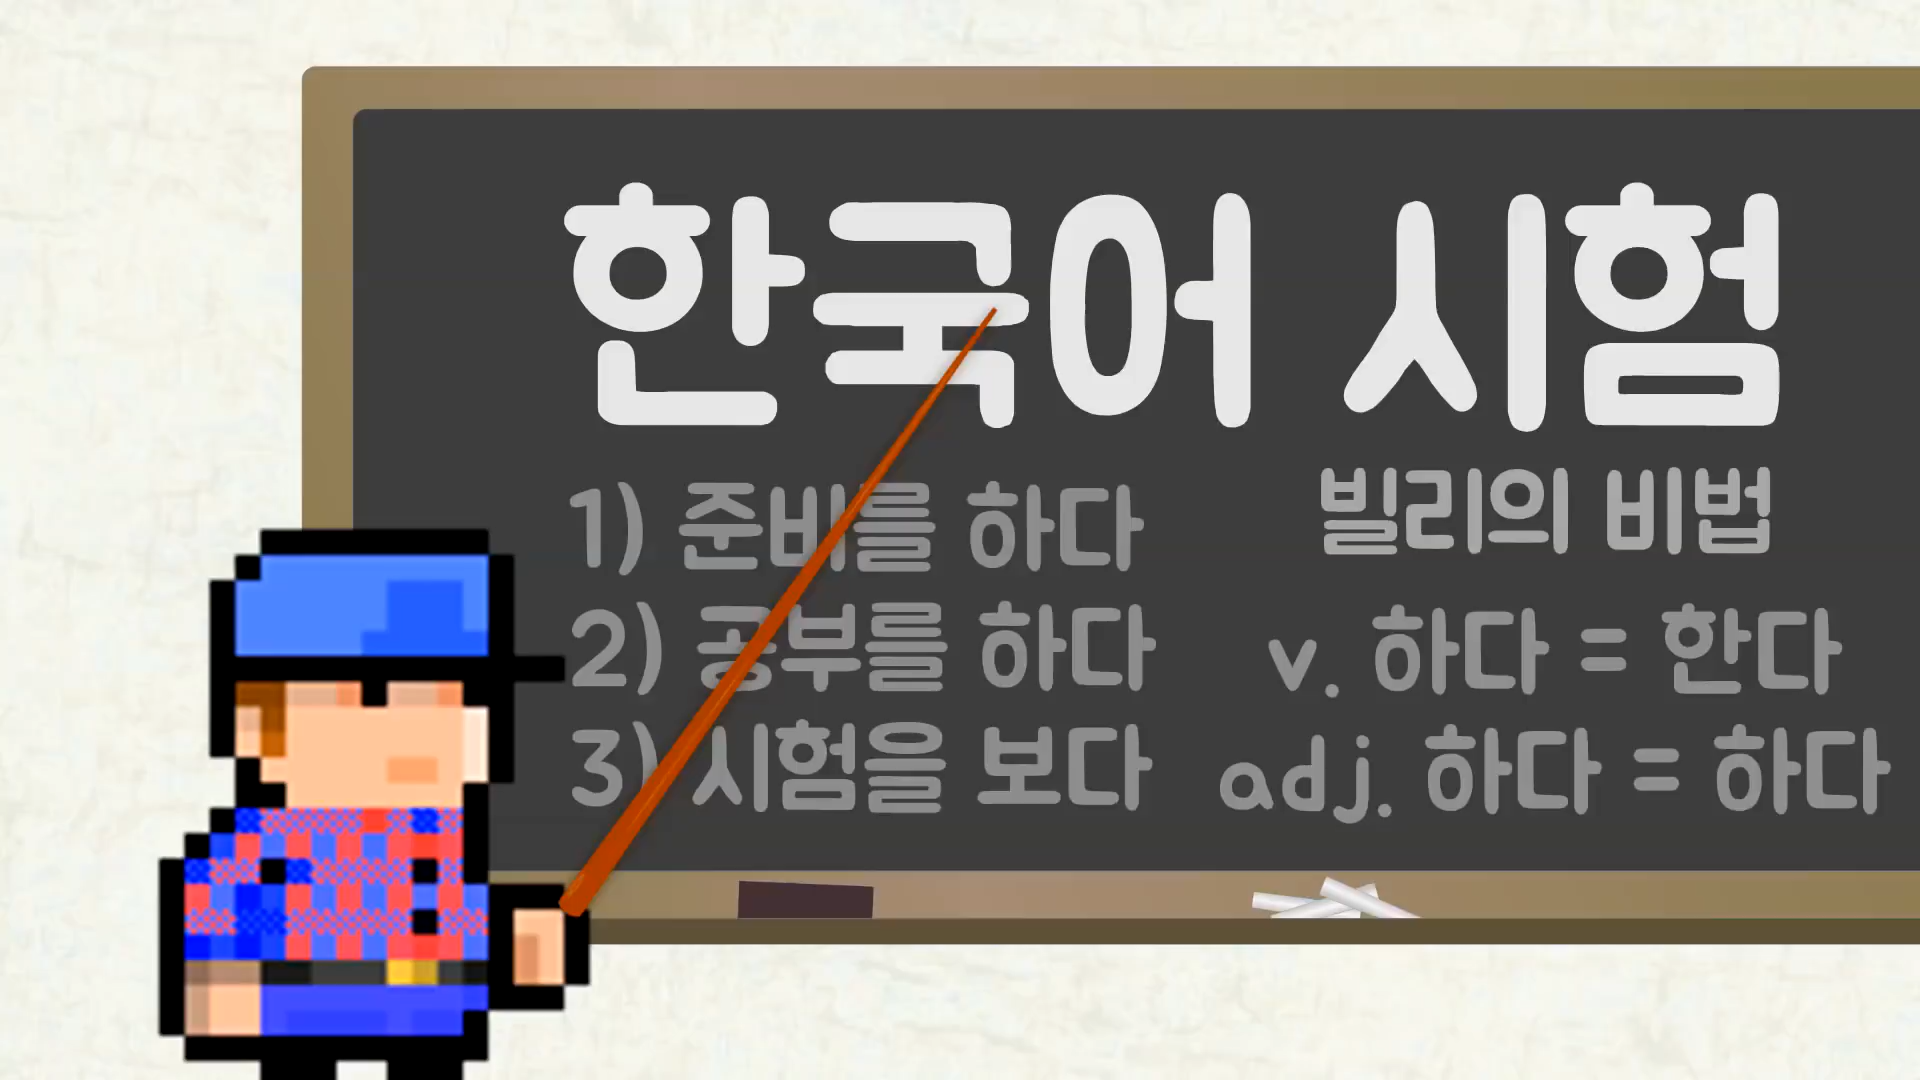 한국어 시험
1) 준비를 하다
2) 공부를 하다
3) 시험을 보다
빌리의 비법
v. 하다 = 한다
adj. 하다 = 하다